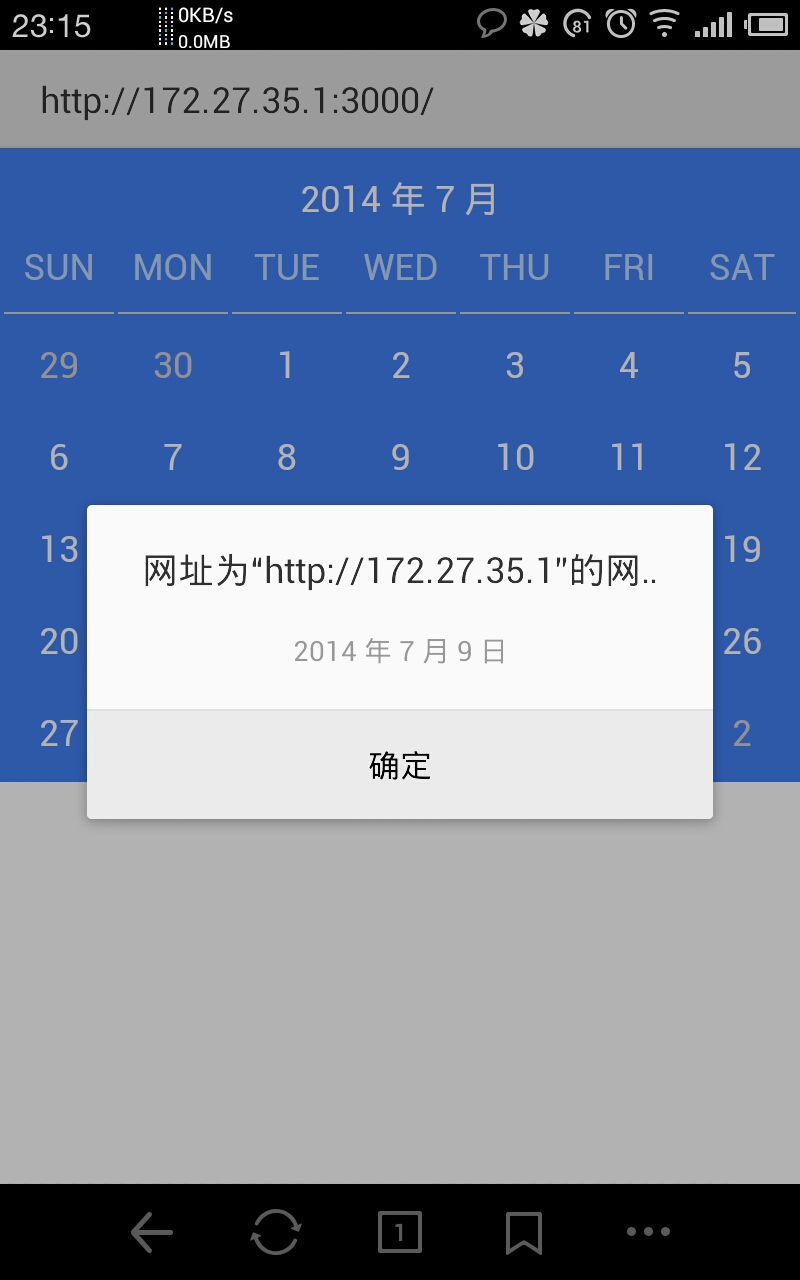 23:15
0KB/s
0.0MB
81
http://172.27.35.1:3000/
2014 年 7 月
SUN MON TUE WED THU FRI SAT
29 30 1 2 3 4 5
6 7 8 9 10 11 12
13 19
网址为“http://172.27.35.1”的网..
2014 年 7 月 9 日
20 26
27 2
确定
1